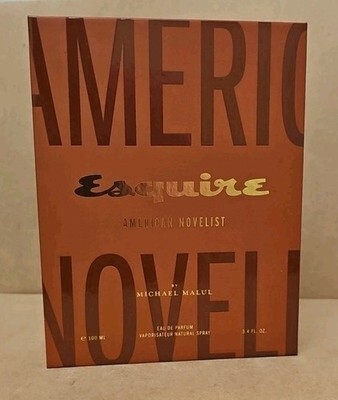 AMERIC
Esquire
AMERICAN NOVELIST
NOVELI
BY
MICHAEL MALUL
EAU DE PARFUM
VAPORISATEUR NATURAL SPRAY
℮ 100 Ml
3.4 FL. OZ.